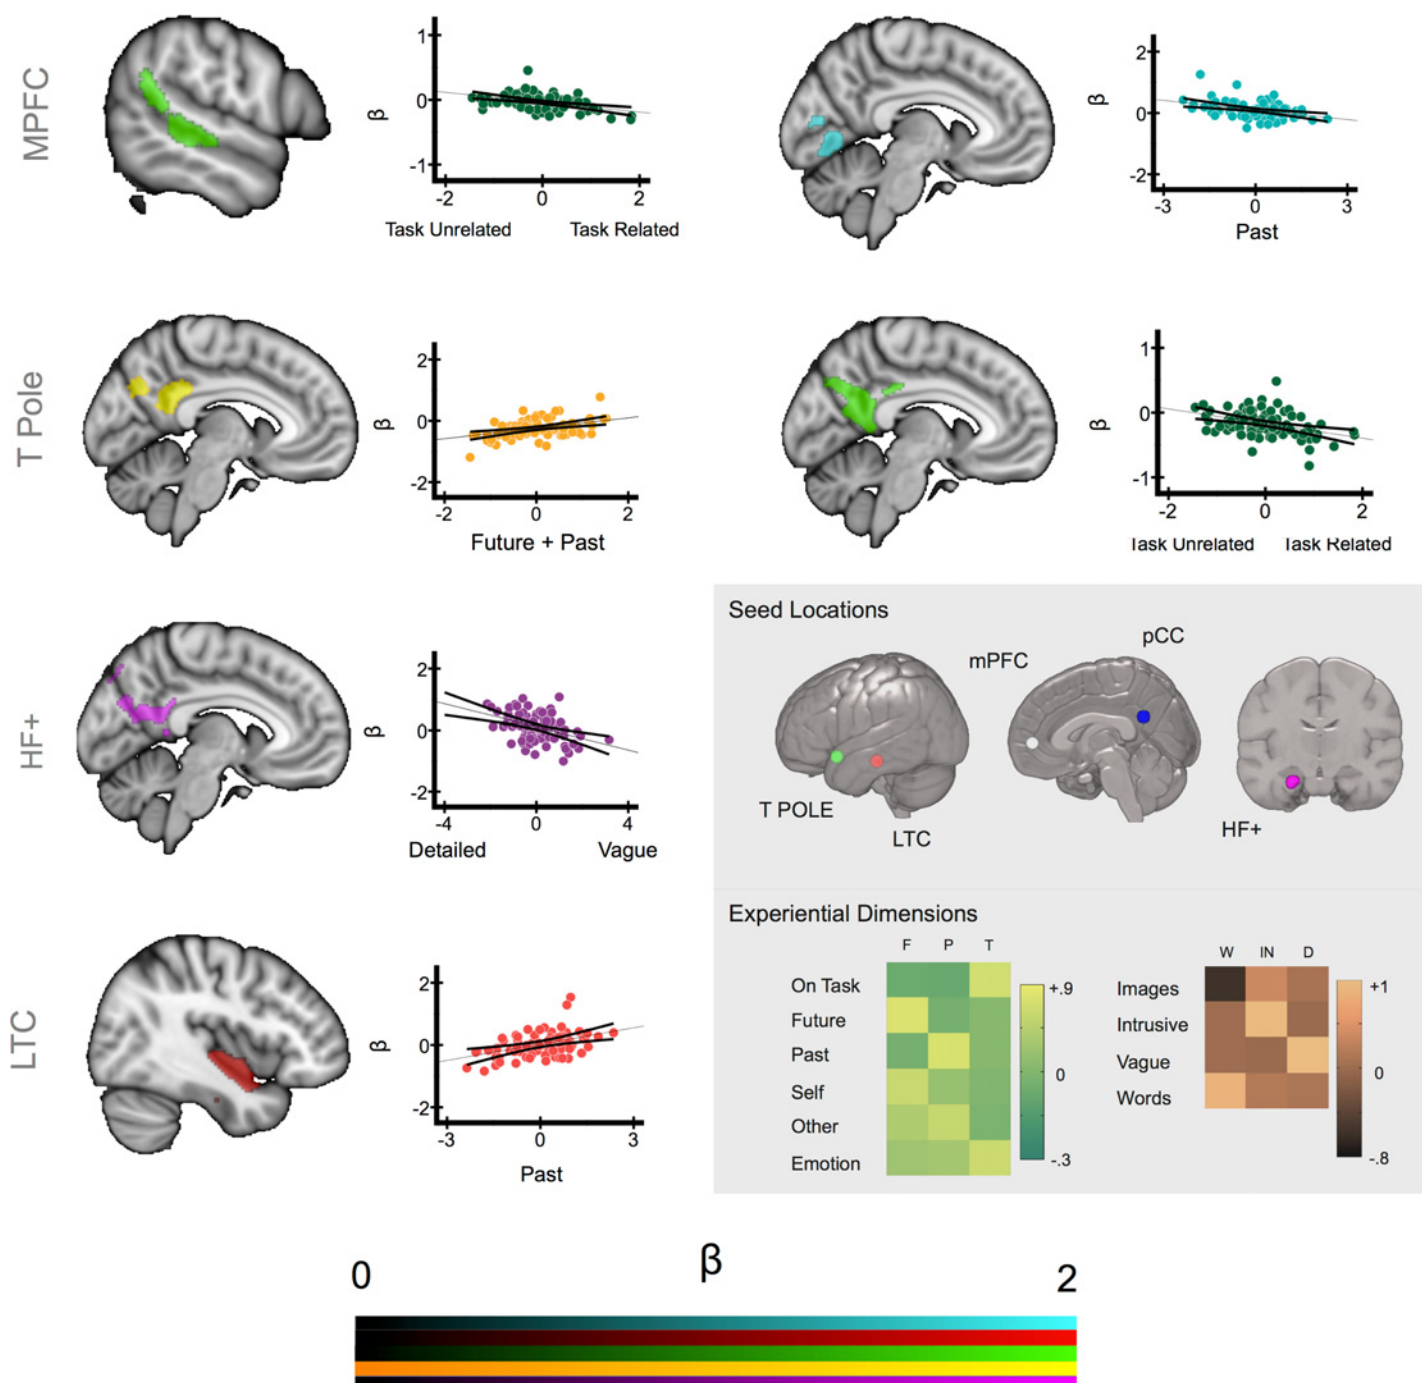 MPFC
1
0
-1
β
-2 0 2
Task Unrelated Task Related
2
0
-2
β
-3 0 3
Past
T Pole
2
0
-2
β
-2 0 2
Future + Past
1
0
-1
β
-2 0 2
Task Unrelated Task Related
HF+
2
0
-2
β
-4 0 4
Detailed Vague
LTC
2
0
-2
β
-3 0 3
Past
Seed Locations
mPFC
pCC
T POLE
LTC
HF+
Experiential Dimensions
F P T
On Task
Future
Past
Self
Other
Emotion
+.9
0
-.3
W IN D
Images
Intrusive
Vague
Words
+1
0
-.8
0 β 2